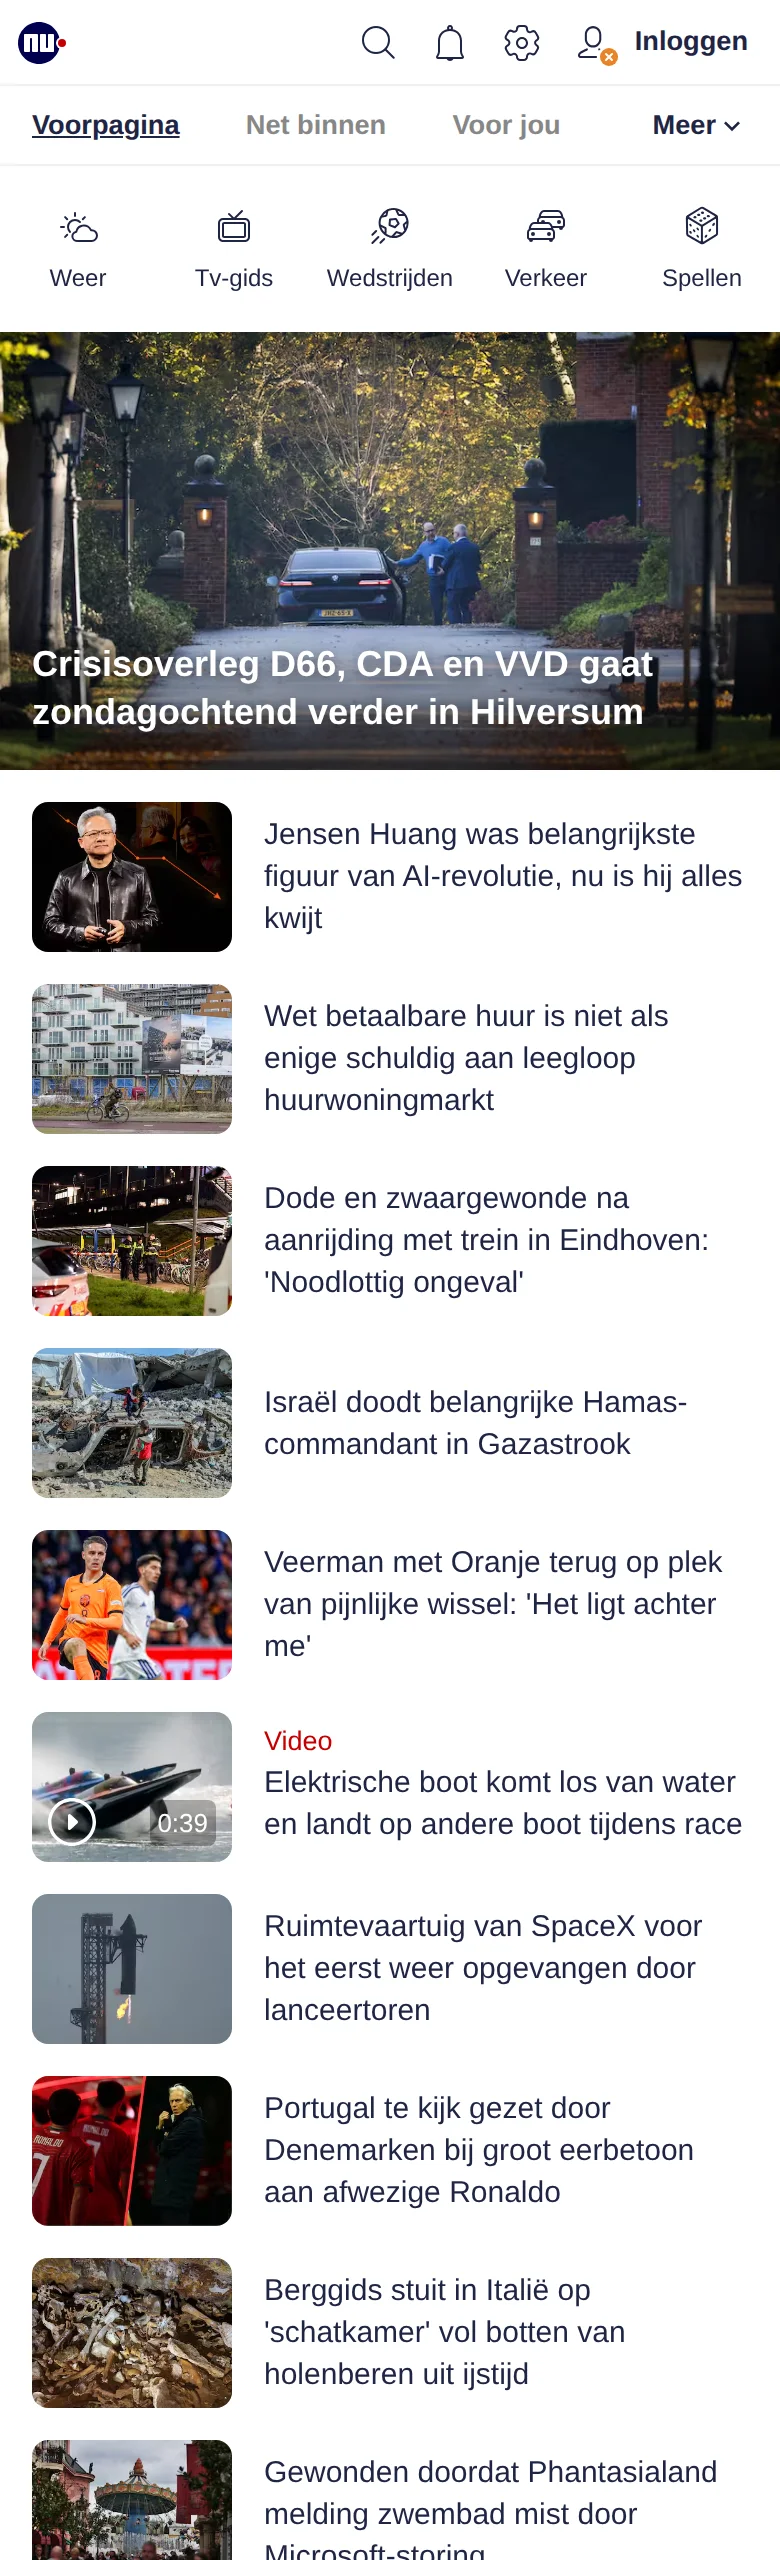 nu
Inloggen
Voorpagina
Net binnen
Voor jou
Meer
Weer
Tv-gids
Wedstrijden
Verkeer
Spellen
Crisisoverleg D66, CDA en VVD gaat
zondagochtend verder in Hilversum
Jensen Huang was belangrijkste
figuur van AI-revolutie, nu is hij alles
kwijt
Wet betaalbare huur is niet als
enige schuldig aan leegloop
huurwoningmarkt
Dode en zwaargewonde na
aanrijding met trein in Eindhoven:
'Noodlottig ongeval'
Israël doodt belangrijke Hamas-
commandant in Gazastrook
Veerman met Oranje terug op plek
van pijnlijke wissel: 'Het ligt achter
me'
0:39
Video
Elektrische boot komt los van water
en landt op andere boot tijdens race
Ruimtevaartuig van SpaceX voor
het eerst weer opgevangen door
lanceertoren
RONALDO
7
Portugal te kijk gezet door
Denemarken bij groot eerbetoon
aan afwezige Ronaldo
Berggids stuit in Italië op
'schatkamer' vol botten van
holenberen uit ijstijd
Gewonden doordat Phantasialand
melding zwembad mist door
Microsoft-storing